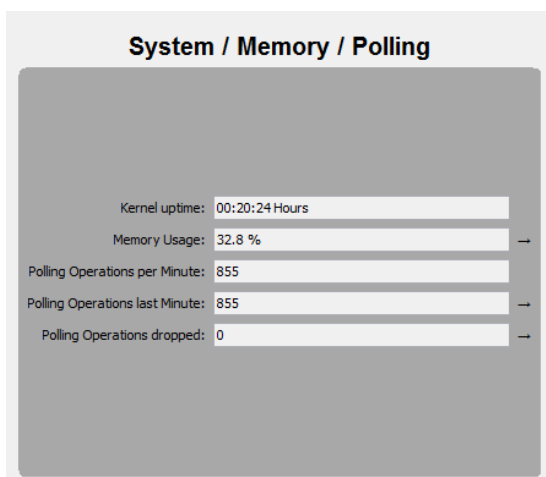 System / Memory / Polling
Kernel uptime: 00:20:24 Hours
Memory Usage: 32.8 % →
Polling Operations per Minute: 855
Polling Operations last Minute: 855 →
Polling Operations dropped: 0 →